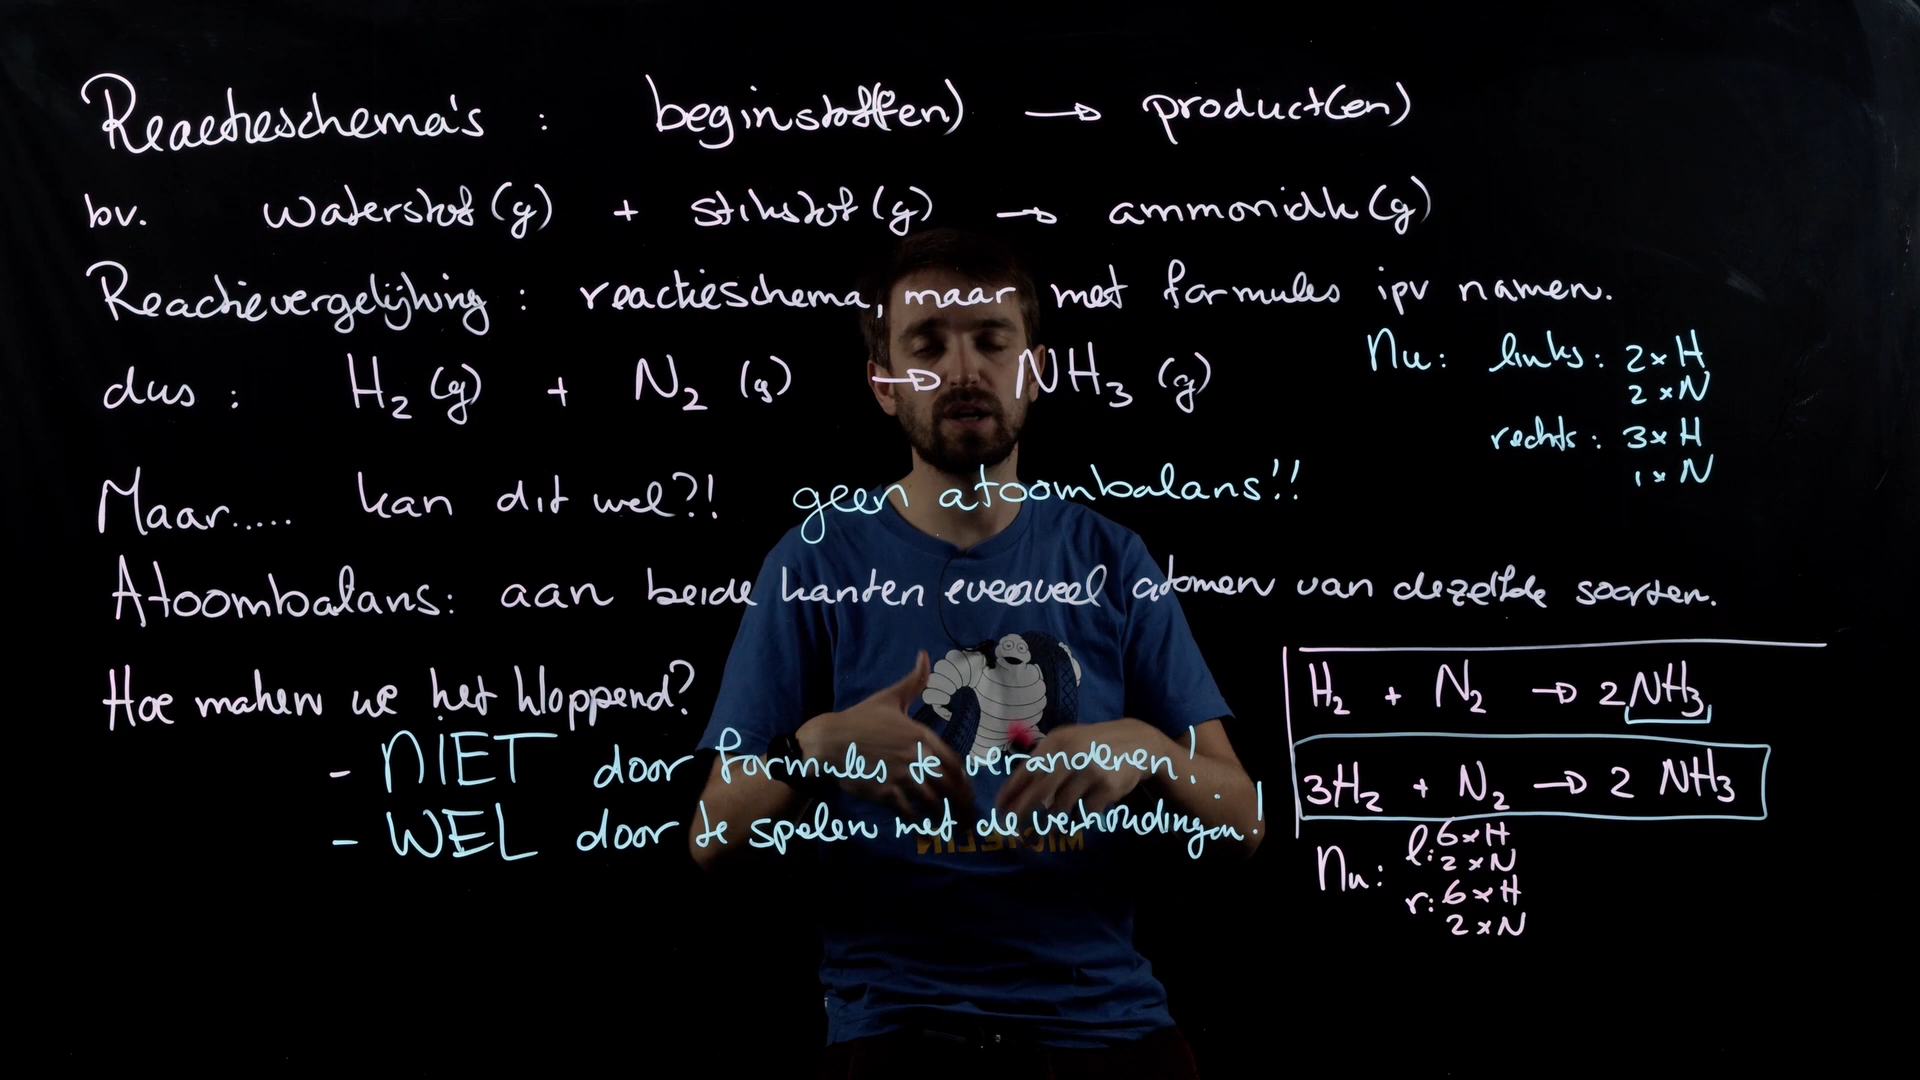 Reactieschema's : beginstof(fen) → product(en)
bv. waterstof (g) + stikstof (g) → ammoniak (g)
Reactievergelijking : reactieschema, maar met formules ipv namen.
dus : H₂ (g) + N₂ (g) → NH₃ (g)
Nu: links: 2 x H
2 x N
rechts: 3 x H
1 x N
Maar..... kan dit wel?! geen atoombalans!!
Atoombalans: aan beide kanten evenveel atomen van dezelfde soorten.
Hoe maken we het kloppend?
- NIET door formules te veranderen!
- WEL door te spelen met de verhoudingen!
H₂ + N₂ → 2 NH₃
3H₂ + N₂ → 2 NH₃
Nu: l: 6 x H
2 x N
r: 6 x H
2 x N
MICHELIN